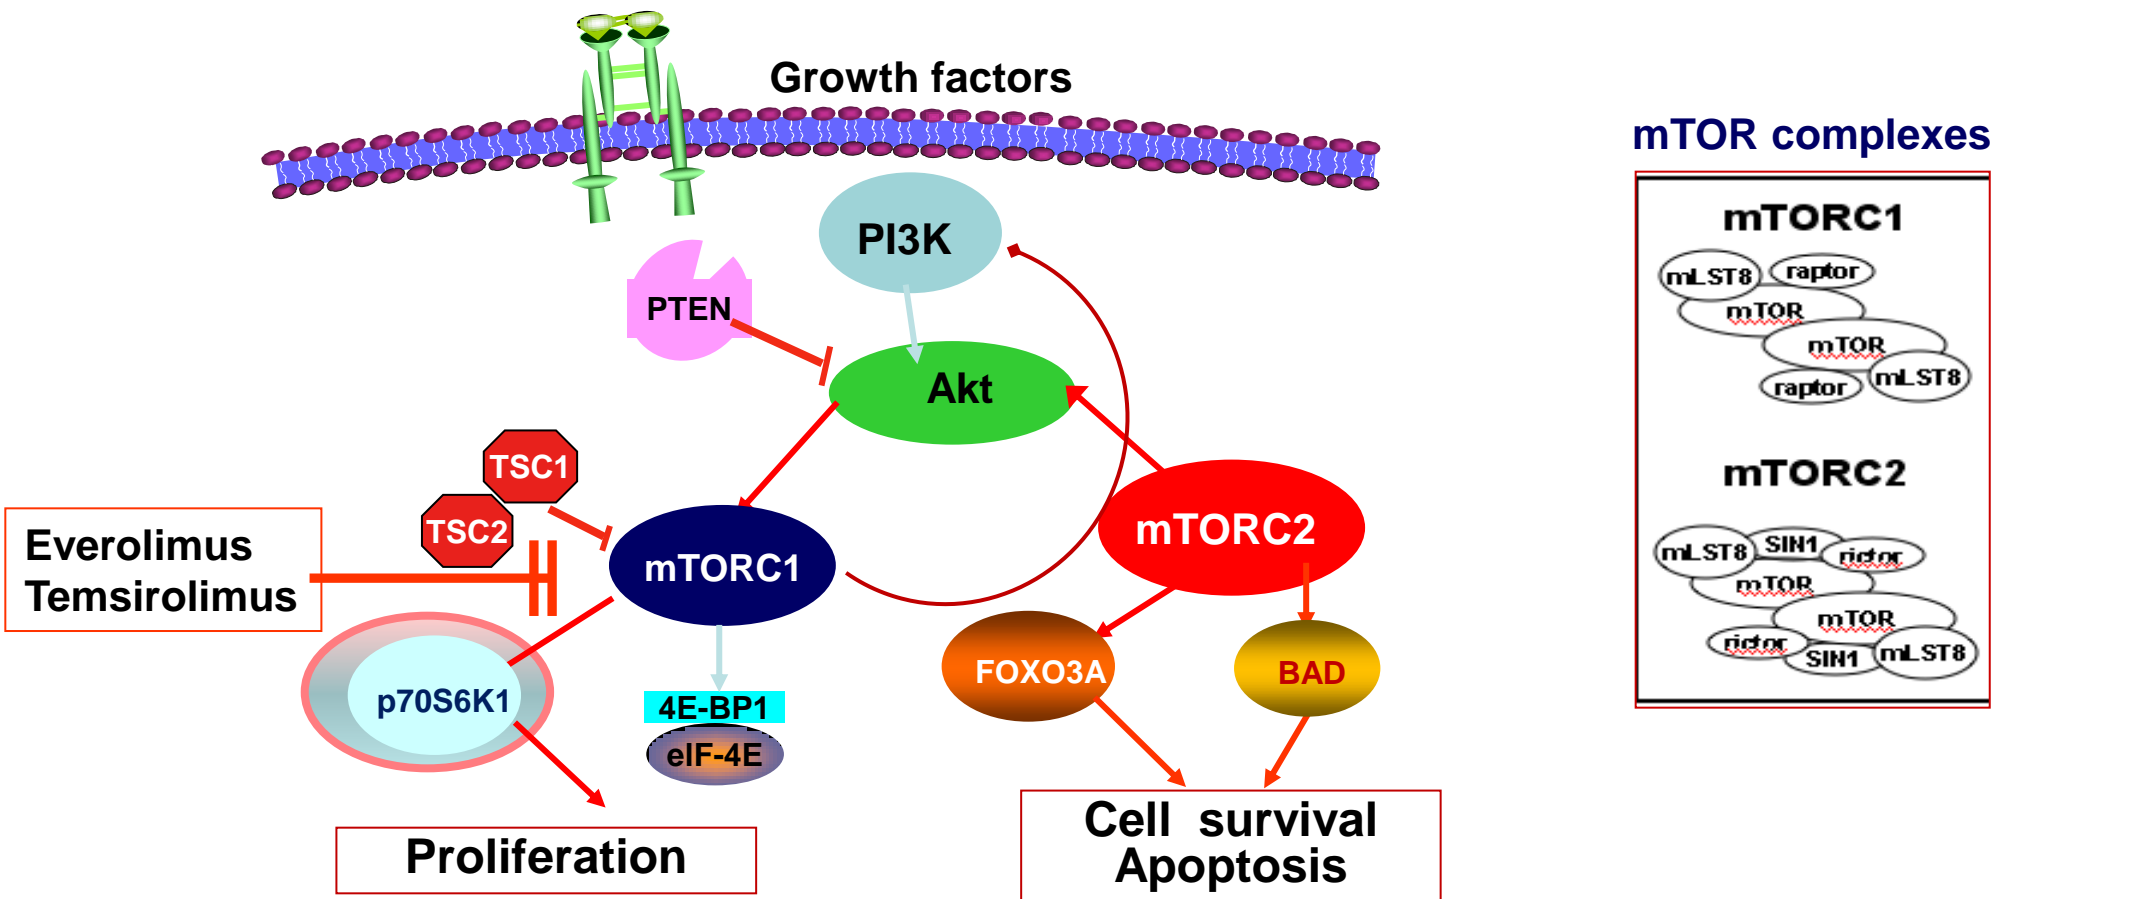 Growth factors
PI3K
PTEN
Akt
TSC1
TSC2
Everolimus
Temsirolimus
mTORC1
mTORC2
p70S6K1
4E-BP1
eIF-4E
FOXO3A
BAD
Proliferation
Cell survival
Apoptosis
mTOR complexes
mTORC1
mLST8 raptor
mTOR
mTOR
raptor mLST8
mTORC2
mLST8 SIN1 rictor
mTOR
mTOR
rictor SIN1 mLST8